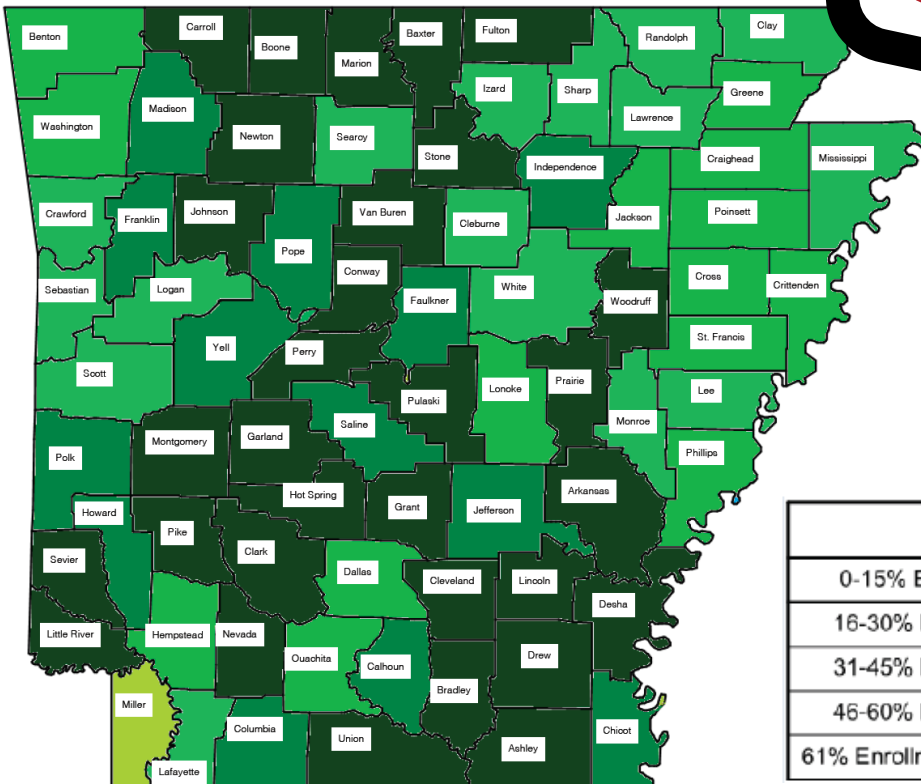 Benton
Carroll
Boone
Marion
Baxter
Fulton
Randolph
Clay
Washington
Madison
Newton
Searcy
Stone
Izard
Sharp
Lawrence
Greene
Independence
Craighead
Mississippi
Crawford
Franklin
Johnson
Pope
Van Buren
Cleburne
Jackson
Poinsett
Sebastian
Logan
Conway
Faulkner
White
Woodruff
Cross
Crittenden
Scott
Yell
Perry
Pulaski
Lonoke
Prairie
St. Francis
Lee
Monroe
Phillips
Polk
Montgomery
Garland
Saline
Hot Spring
Grant
Jefferson
Arkansas
Howard
Pike
Clark
Sevier
Dallas
Cleveland
Lincoln
Desha
Little River
Hempstead
Nevada
Ouachita
Calhoun
Bradley
Drew
Miller
Lafayette
Columbia
Union
Ashley
Chicot
0-15%
16-30%
31-45%
46-60%
61%